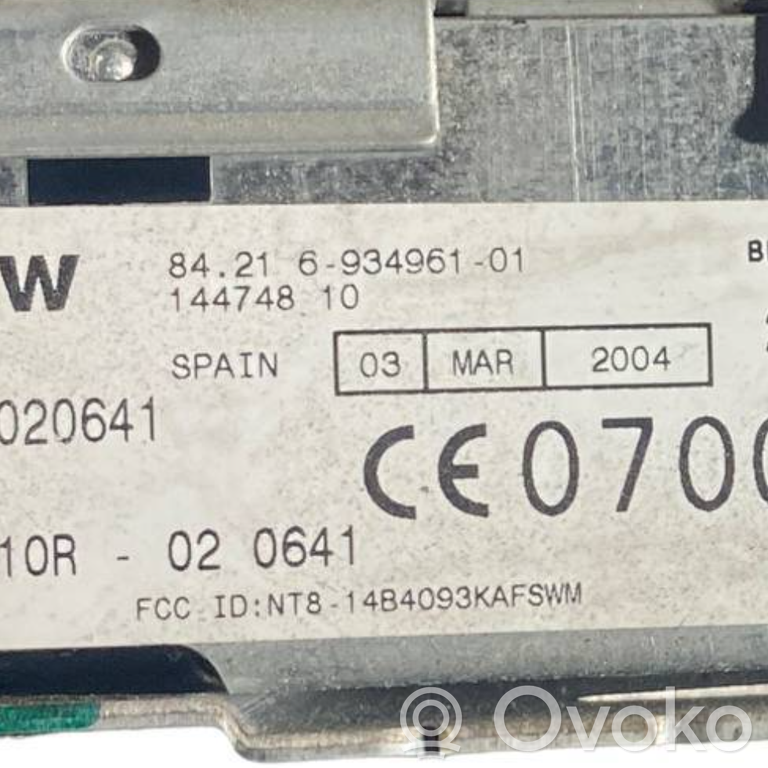 W 84.21 6-934961-01
144748 10
SPAIN 03 MAR 2004
020641
CE 0700
10R - 02 0641
FCC ID:NT8-14B4093KAFSWM
Ovoko